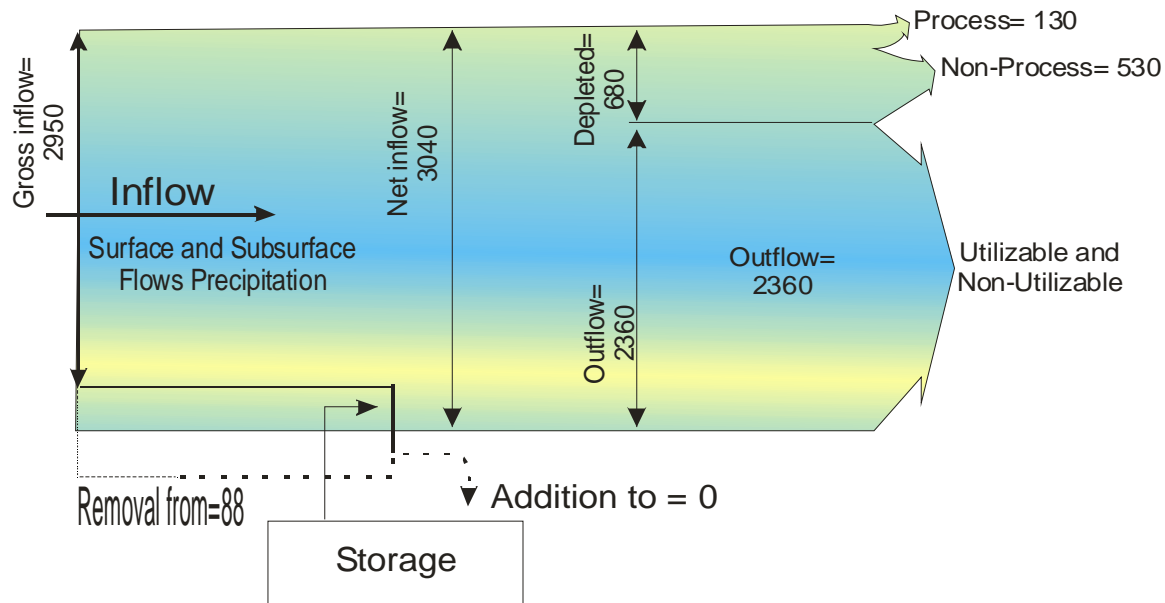 Process= 130
Non-Process= 530
Gross inflow=
2950
Net inflow=
3040
Depleted=
680
Inflow
Surface and Subsurface
Flows Precipitation
Outflow=
2360
Outflow=
2360
Utilizable and
Non-Utilizable
Removal from=88
Addition to = 0
Storage